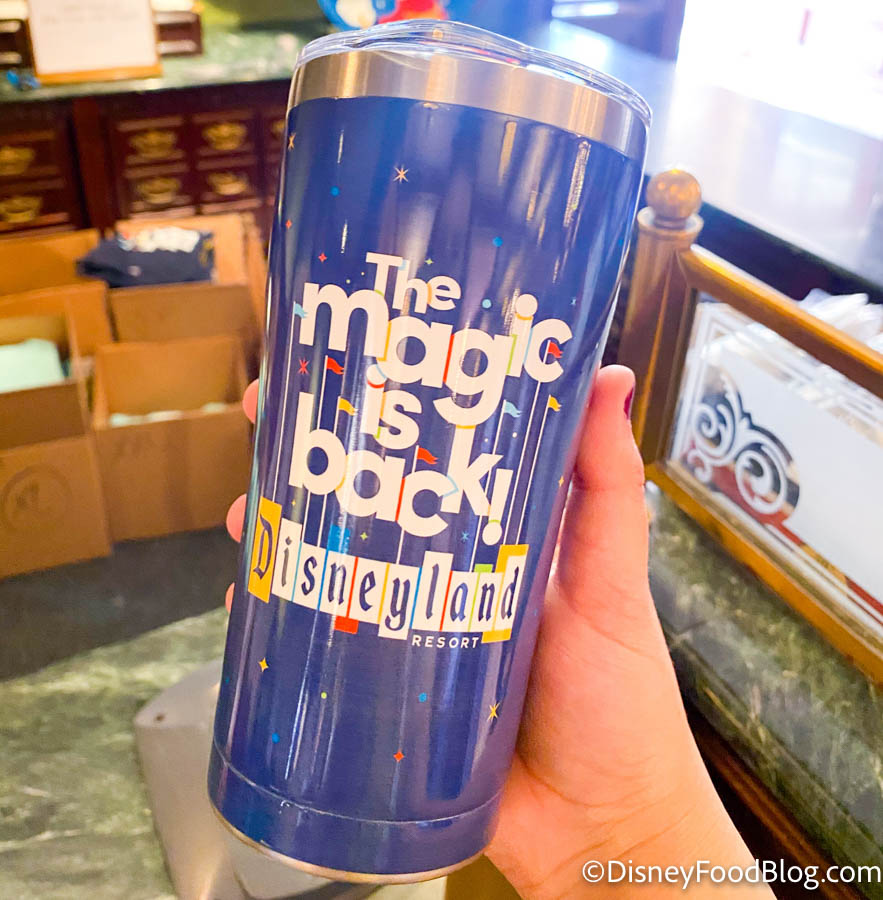 The
magic
is
back!
Disneyland
RESORT
©DisneyFoodBlog.com